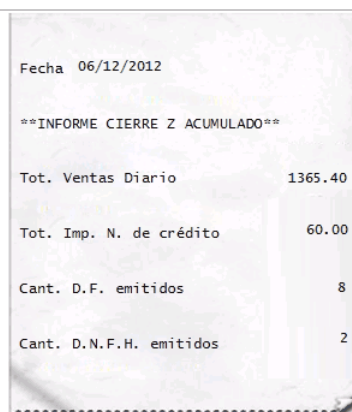 Fecha 06/12/2012
**INFORME CIERRE Z ACUMULADO**
Tot. Ventas Diario 1365.40
Tot. Imp. N. de crédito 60.00
Cant. D.F. emitidos 8
Cant. D.N.F.H. emitidos 2